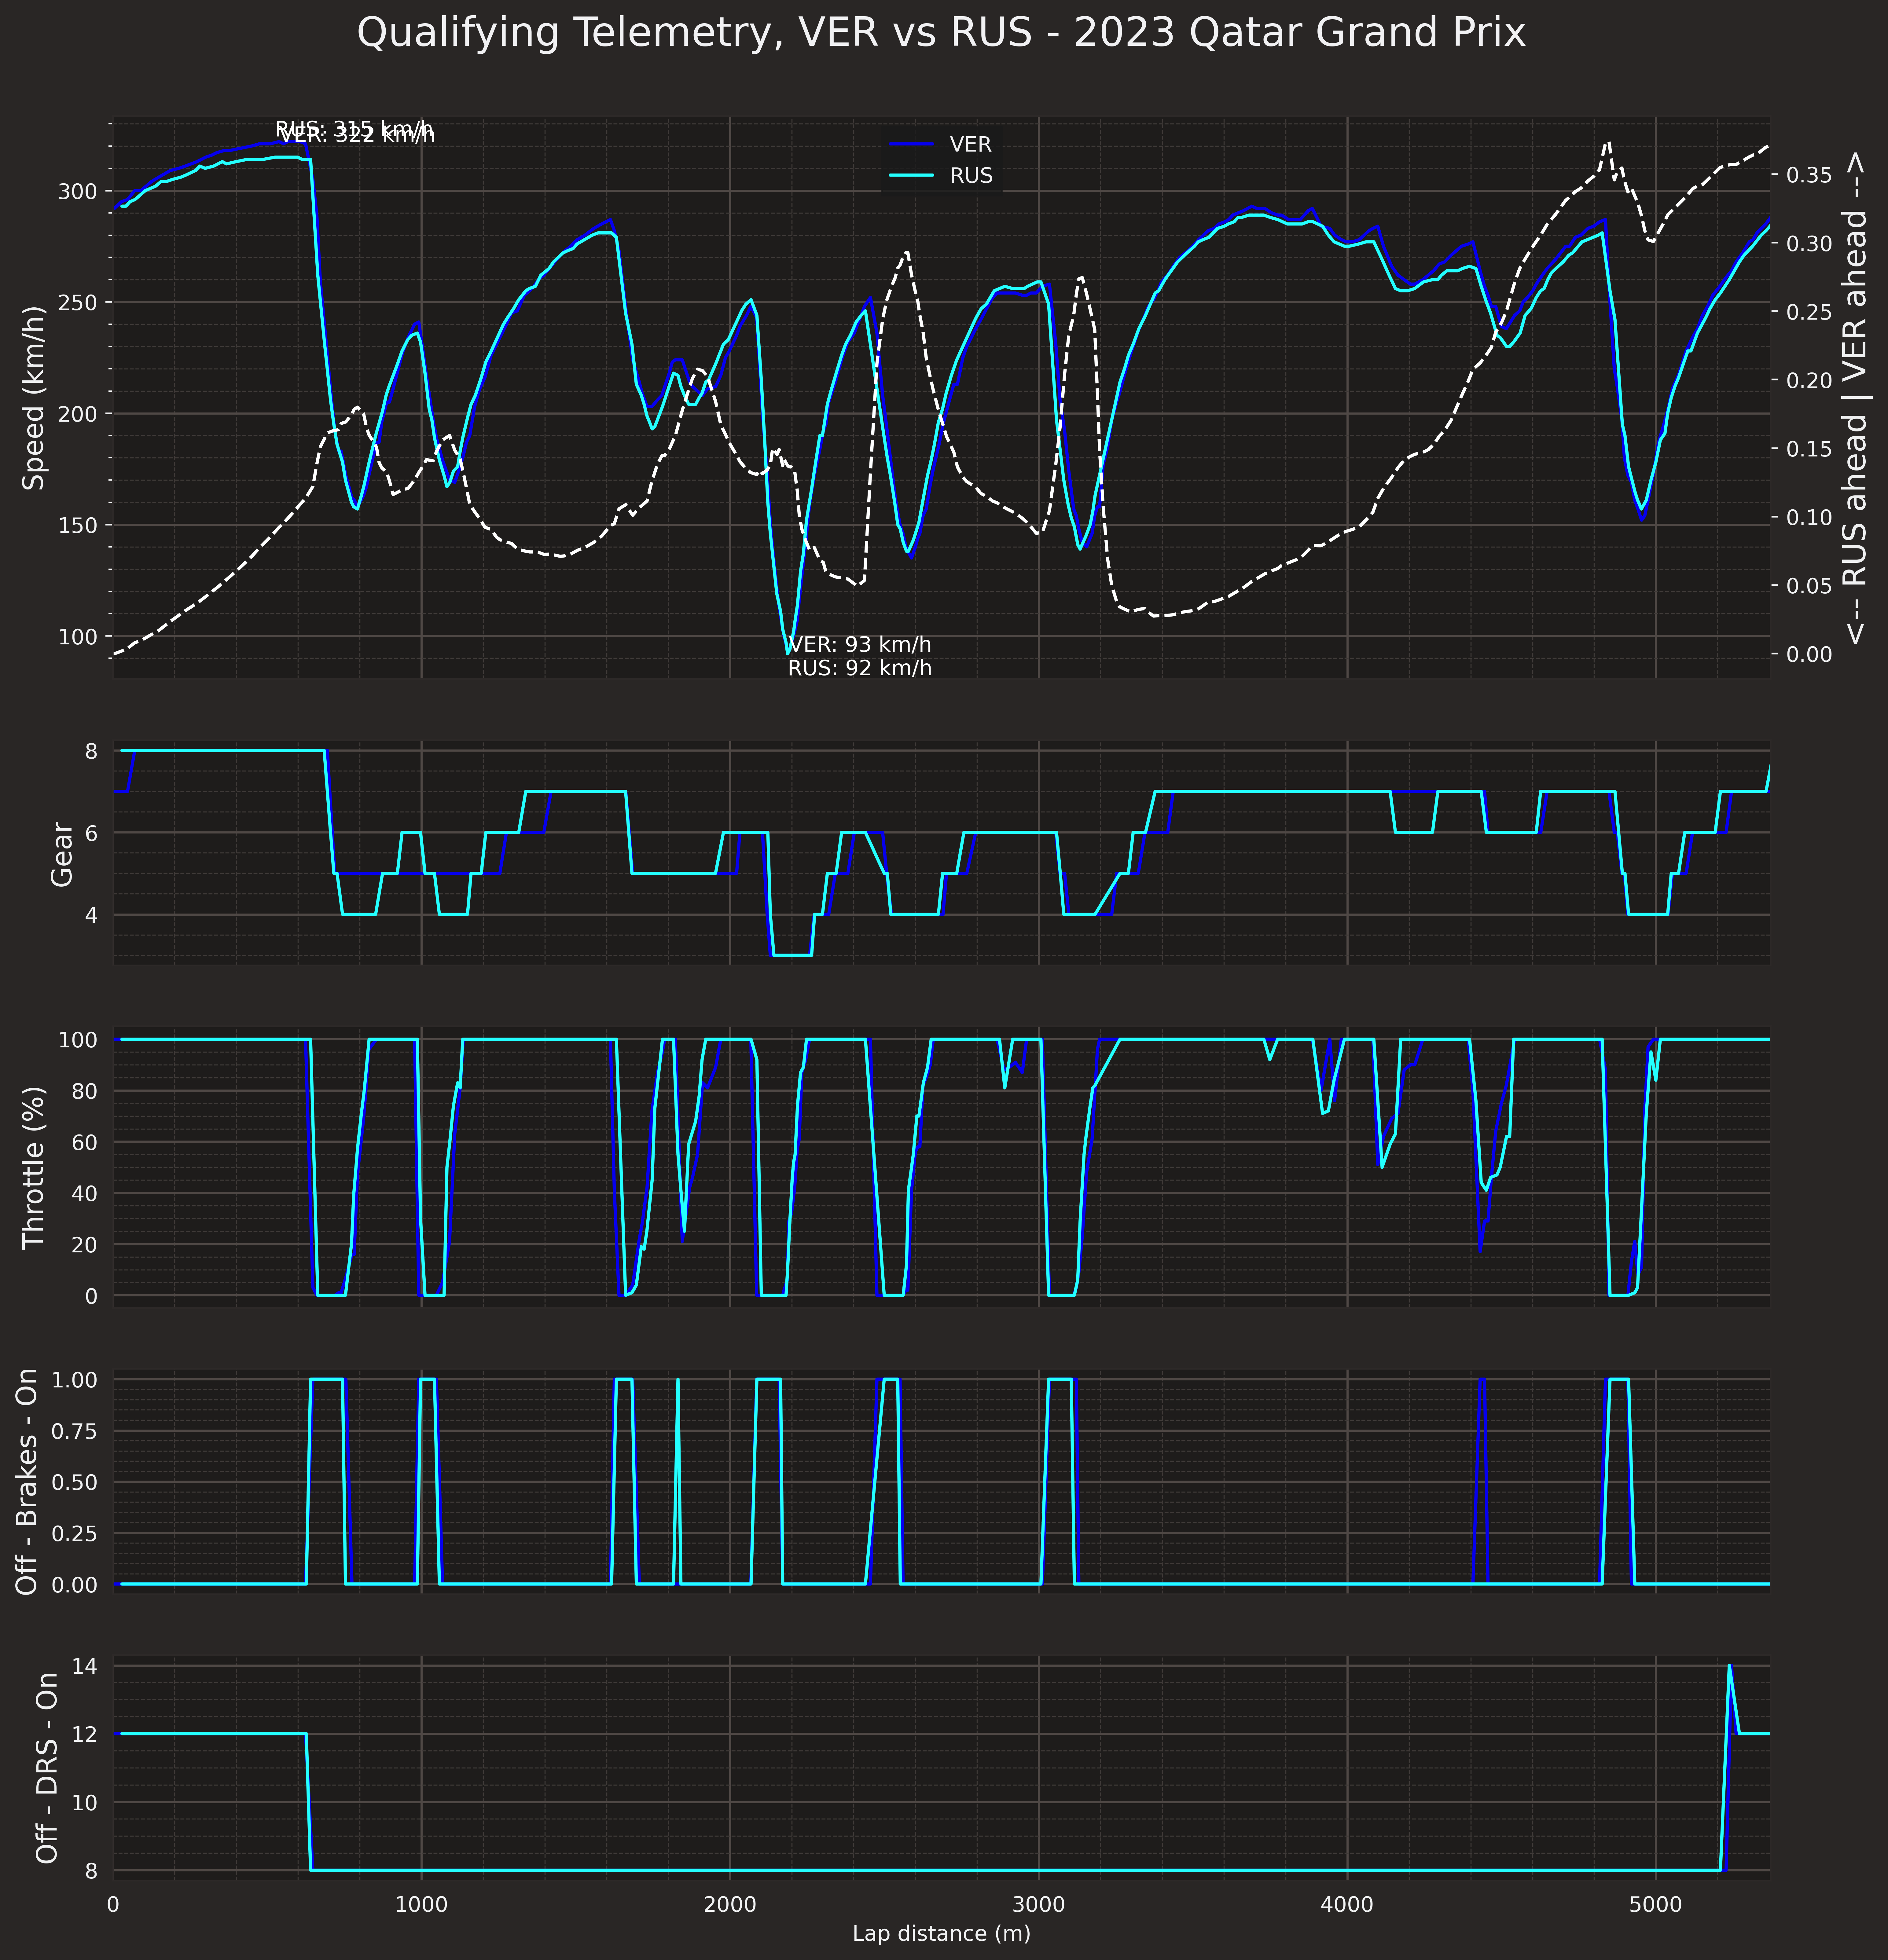 Qualifying Telemetry, VER vs RUS - 2023 Qatar Grand Prix
RUS: 315 km/h
VER: 322 km/h
VER
RUS
300
250
200
150
100
Speed (km/h)
0.35
0.30
0.25
0.20
0.15
0.10
0.05
0.00
<-- RUS ahead | VER ahead -->
VER: 93 km/h
RUS: 92 km/h
8
6
4
Gear
100
80
60
40
20
0
Throttle (%)
1.00
0.75
0.50
0.25
0.00
Off - Brakes - On
14
12
10
8
Off - DRS - On
0 1000 2000 3000 4000 5000
Lap distance (m)